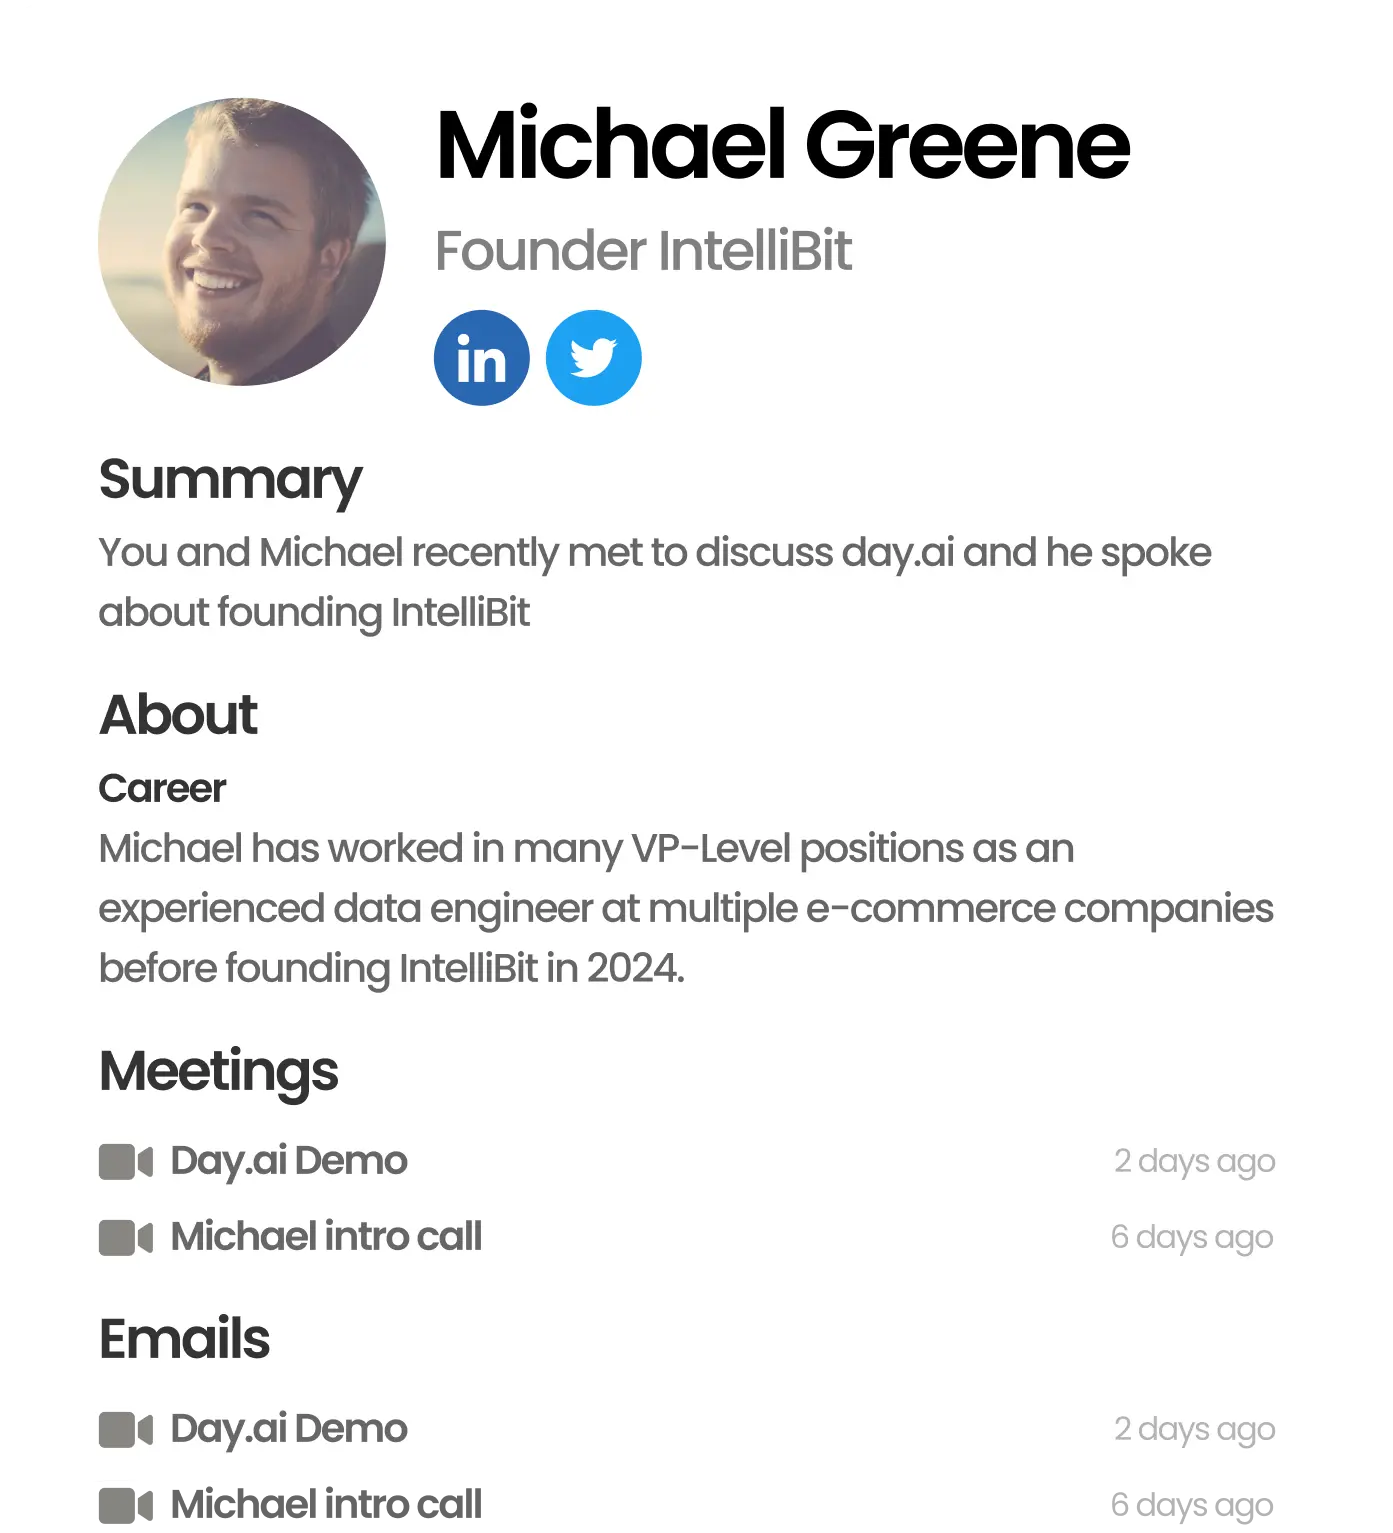 Michael Greene
Founder IntelliBit
in
Summary
You and Michael recently met to discuss day.ai and he spoke
about founding IntelliBit
About
Career
Michael has worked in many VP-Level positions as an
experienced data engineer at multiple e-commerce companies
before founding IntelliBit in 2024.
Meetings
Day.ai Demo 2 days ago
Michael intro call 6 days ago
Emails
Day.ai Demo 2 days ago
Michael intro call 6 days ago